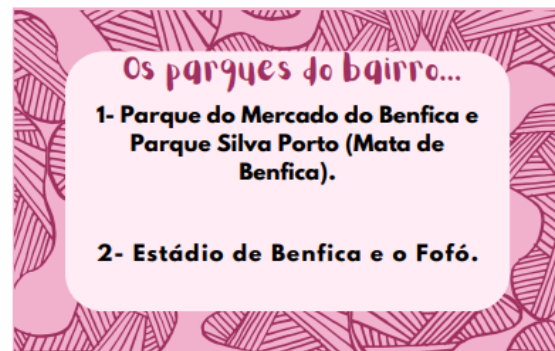 Os parques do bairro...
1- Parque do Mercado do Benfica e
Parque Silva Porto (Mata de
Benfica).
2- Estádio de Benfica e o Fofó.